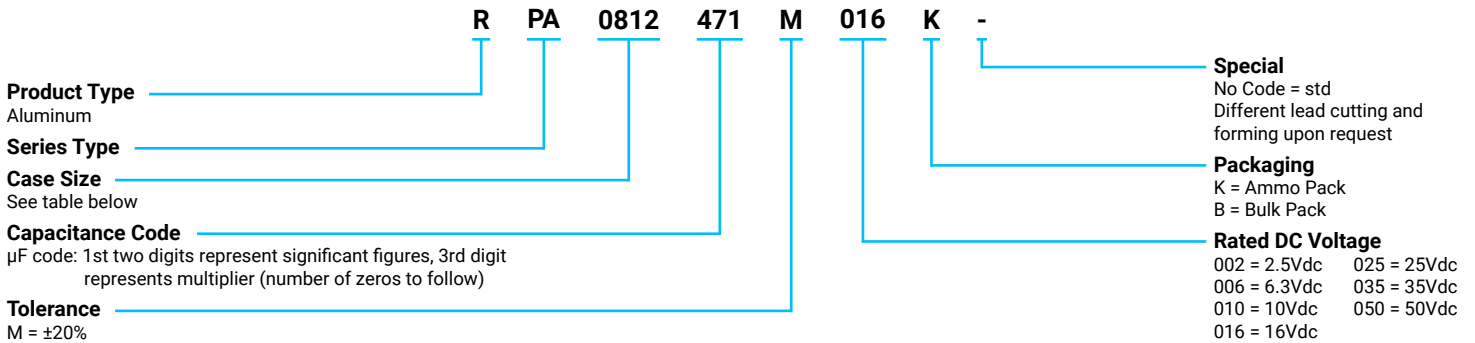 R PA 0812 471 M 016 K -
Product Type
Aluminum
Series Type
Case Size
See table below
Capacitance Code
µF code: 1st two digits represent significant figures, 3rd digit
represents multiplier (number of zeros to follow)
Tolerance
M = ±20%
Special
No Code = std
Different lead cutting and
forming upon request
Packaging
K = Ammo Pack
B = Bulk Pack
Rated DC Voltage
002 = 2.5Vdc 025 = 25Vdc
006 = 6.3Vdc 035 = 35Vdc
010 = 10Vdc 050 = 50Vdc
016 = 16Vdc